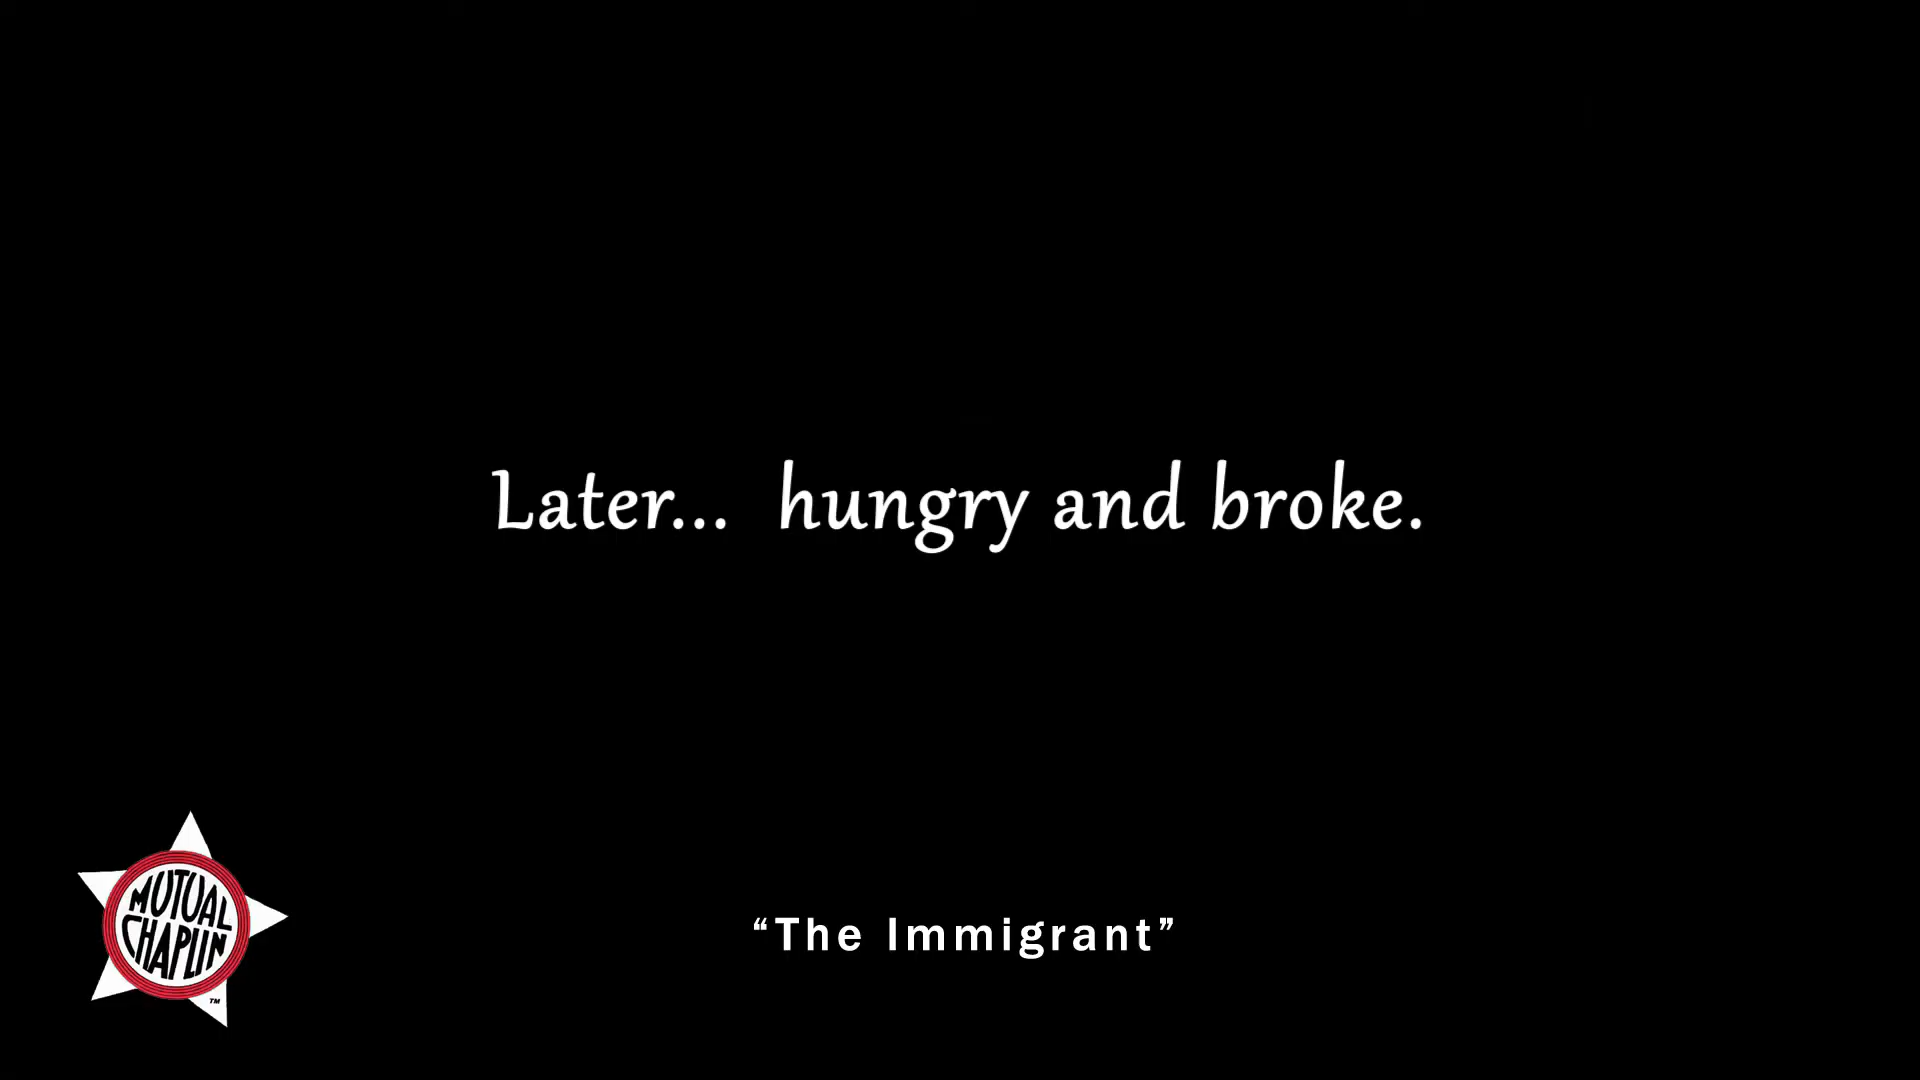 Later... hungry and broke.
MUTUAL
CHAPLIN
TM
“The Immigrant”